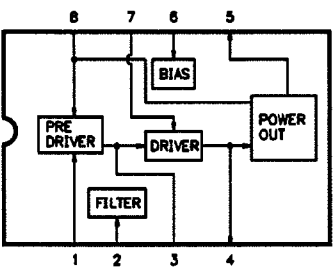 8 7 6 5
BIAS
PRE
DRIVER
DRIVER
POWER
OUT
FILTER
1 2 3 4